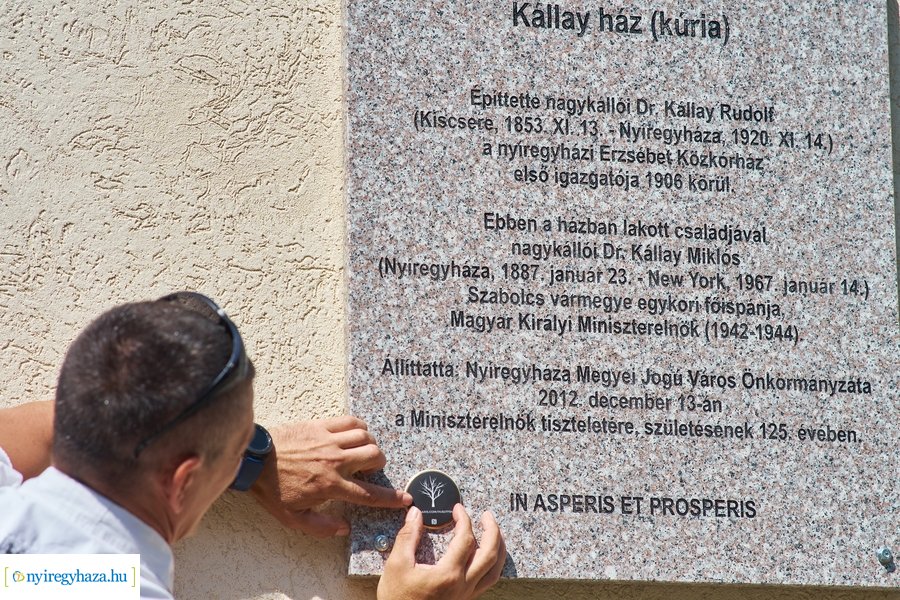 Kállay ház (kúria)
Építtette nagykállói Dr. Kállay Rudolf
(Kiscsere, 1853. XI. 13. - Nyíregyháza, 1920. XI. 14.)
a nyíregyházi Erzsébet Közkórház
első igazgatója 1906 körül.
Ebben a házban lakott családjával
nagykállói Dr. Kállay Miklós
(Nyíregyháza, 1887. január 23. - New York, 1967. január 14.)
Szabolcs vármegye egykori főispánja,
Magyar Királyi Miniszterelnök (1942-1944)
Állíttatta: Nyíregyháza Megyei Jogú Város Önkormányzata
2012. december 13-án
a Miniszterelnök tiszteletére, születésének 125. évében.
IN ASPERIS ET PROSPERIS
nyiregyhaza.hu